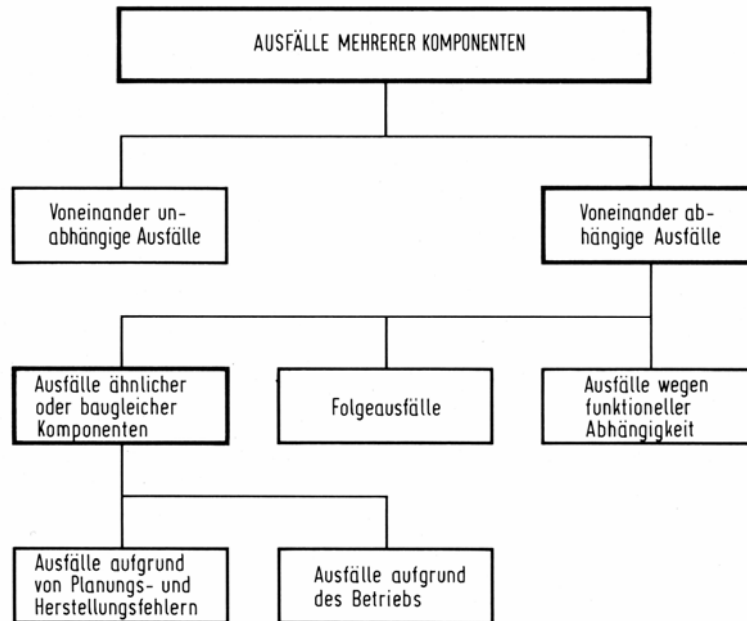 AUSFÄLLE MEHRERER KOMPONENTEN
Voneinander un-
abhängige Ausfälle
Voneinander ab-
hängige Ausfälle
Ausfälle ähnlicher
oder baugleicher
Komponenten
Folgeausfälle
Ausfälle wegen
funktioneller
Abhängigkeit
Ausfälle aufgrund
von Planungs- und
Herstellungsfehlern
Ausfälle aufgrund
des Betriebs